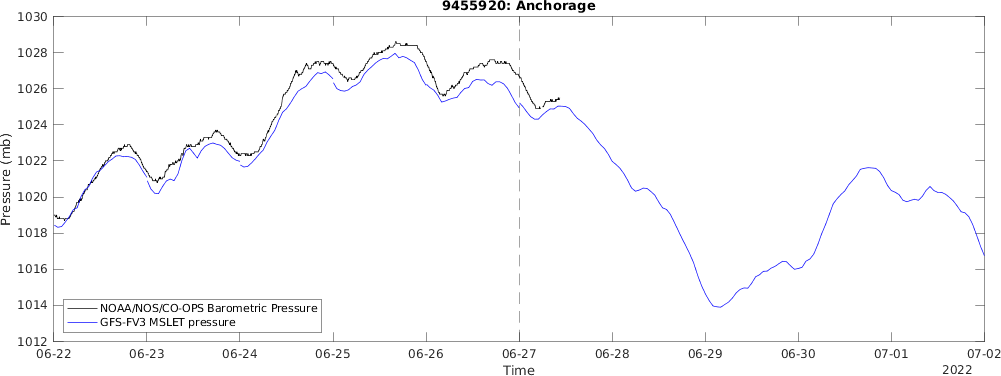 9455920: Anchorage
Pressure (mb)
1030
1028
1026
1024
1022
1020
1018
1016
1014
1012
NOAA/NOS/CO-OPS Barometric Pressure
GFS-FV3 MSLET pressure
06-22 06-23 06-24 06-25 06-26 06-27 06-28 06-29 06-30 07-01 07-02
Time
2022